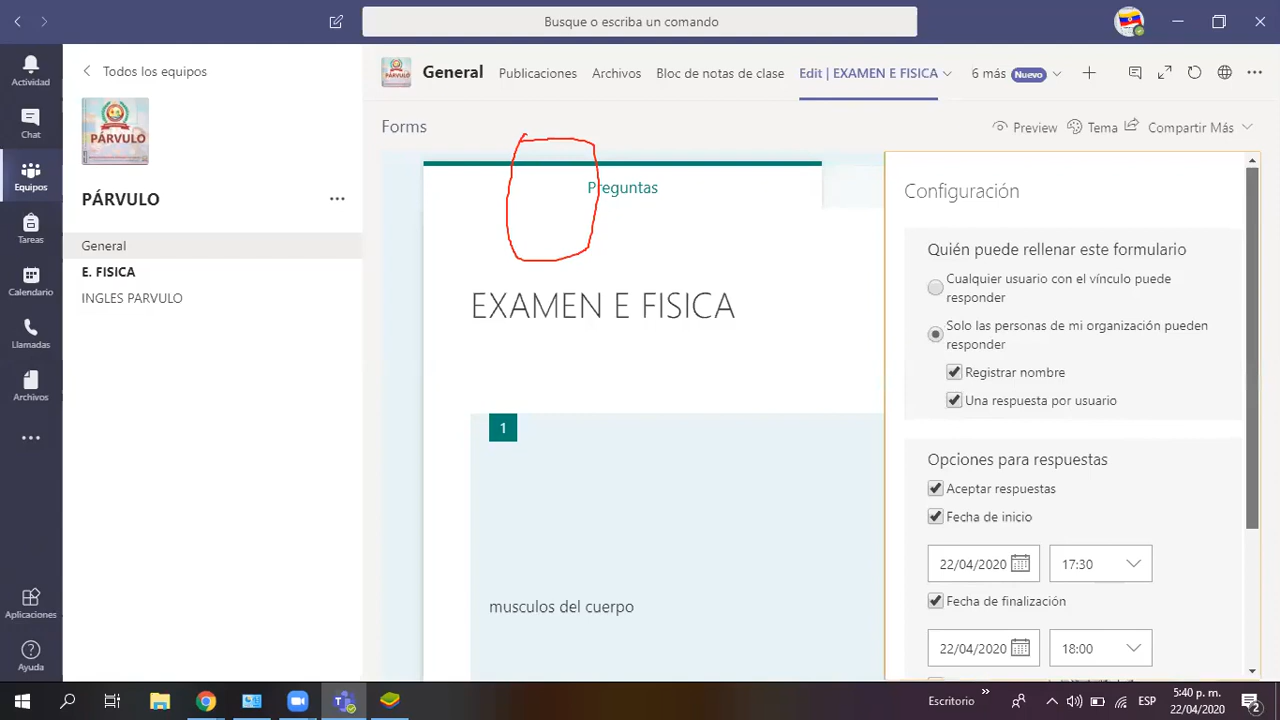 Busque o escriba un comando
Actividad
Chat
Equipos
Tareas
Calendario
Llamadas
Archivos
Aplicaciones
Ayuda
Todos los equipos
PÁRVULO
PÁRVULO
General
E. FISICA
INGLES PARVULO
General Publicaciones Archivos Bloc de notas de clase Edit | EXAMEN E FISICA 6 más Nuevo
Forms
Preview Tema Compartir Más
Preguntas
EXAMEN E FISICA
1
musculos del cuerpo
Configuración
Quién puede rellenar este formulario
Cualquier usuario con el vínculo puede
responder
Solo las personas de mi organización pueden
responder
Registrar nombre
Una respuesta por usuario
Opciones para respuestas
Aceptar respuestas
Fecha de inicio
22/04/2020 17:30
Fecha de finalización
22/04/2020 18:00
Escritorio
ESP
5:40 p. m.
22/04/2020
2